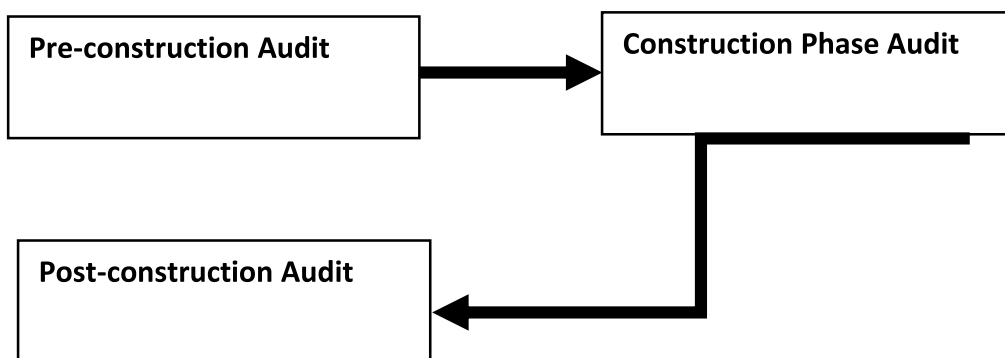 Pre-construction Audit
Construction Phase Audit
Post-construction Audit